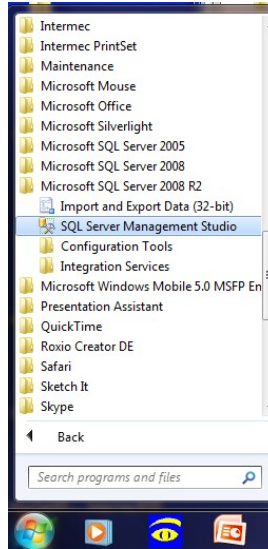 Intermec
Intermec PrintSet
Maintenance
Microsoft Mouse
Microsoft Office
Microsoft Silverlight
Microsoft SQL Server 2005
Microsoft SQL Server 2008
Microsoft SQL Server 2008 R2
Import and Export Data (32-bit)
SQL Server Management Studio
Configuration Tools
Integration Services
Microsoft Windows Mobile 5.0 MSFP En
Presentation Assistant
QuickTime
Roxio Creator DE
Safari
Sketch It
Skype
Back
Search programs and files